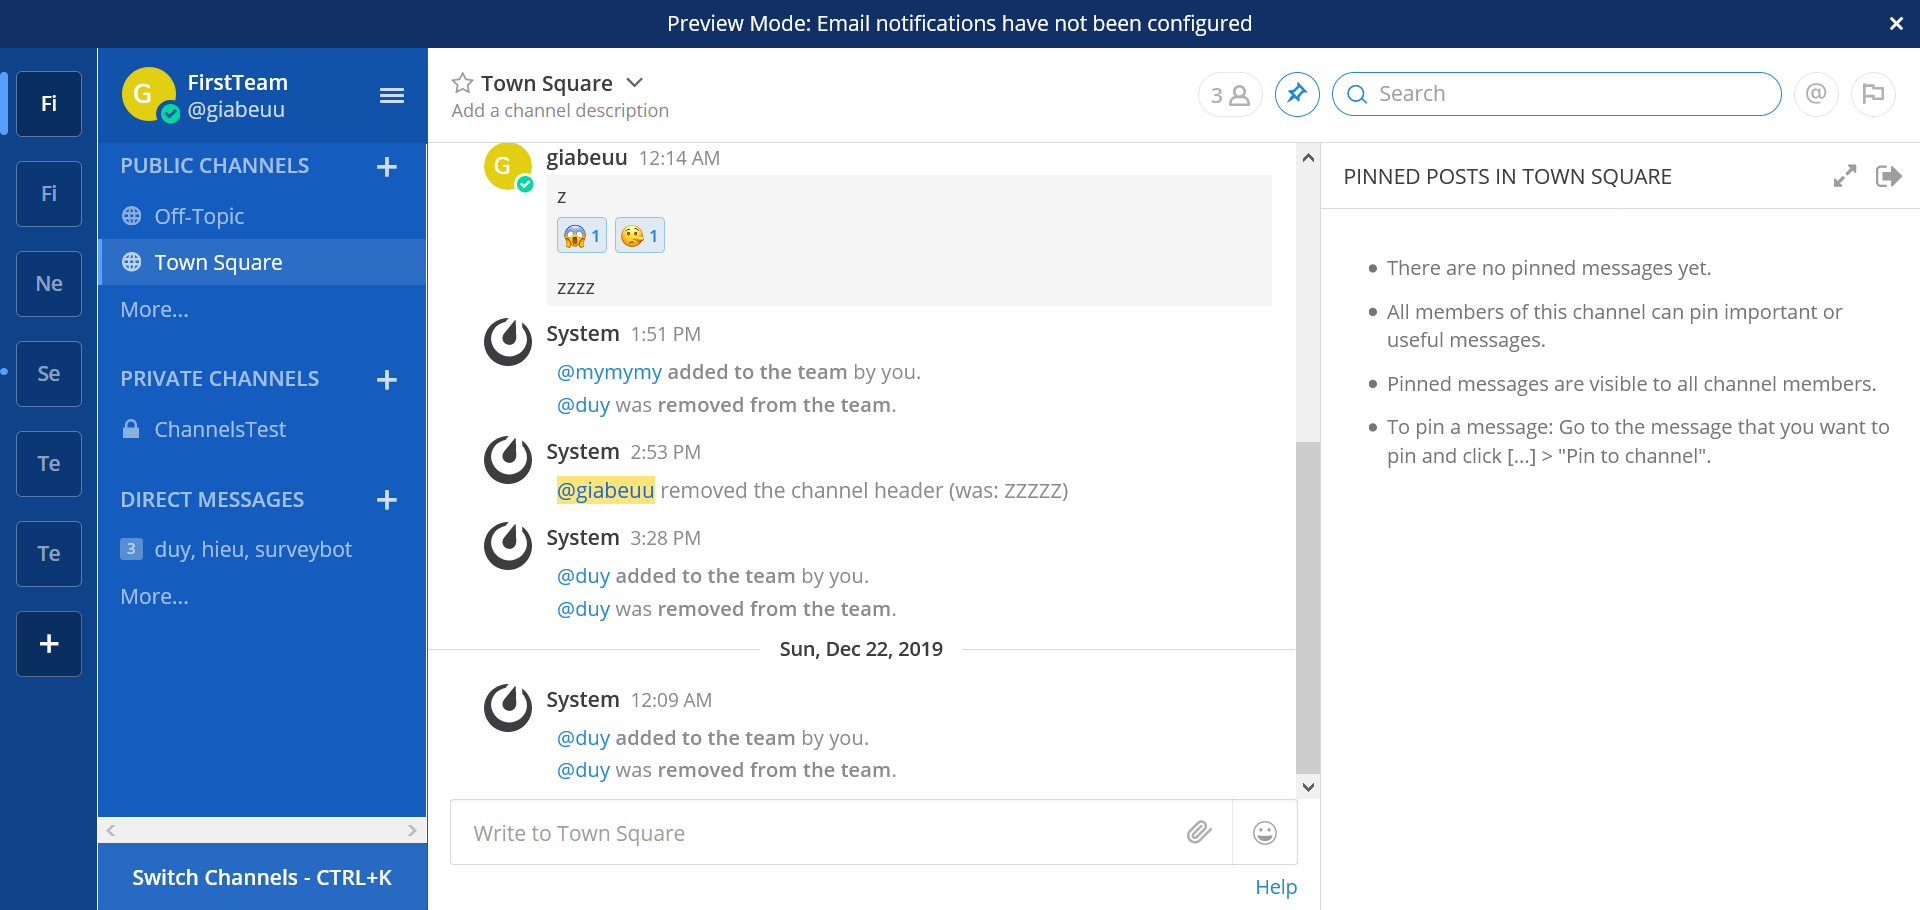 Preview Mode: Email notifications have not been configured
Fi
Fi
Ne
Se
Te
Te
G
FirstTeam
@giabeuu
PUBLIC CHANNELS
Off-Topic
Town Square
More...
PRIVATE CHANNELS
ChannelsTest
DIRECT MESSAGES
3 duy, hieu, surveybot
More...
Switch Channels - CTRL+K
Town Square
Add a channel description
3
Search
@
G
giabeuu 12:14 AM
z
1 1
zzzz
System 1:51 PM
@mymymy added to the team by you.
@duy was removed from the team.
System 2:53 PM
@giabeuu removed the channel header (was: ZZZZZ)
System 3:28 PM
@duy added to the team by you.
@duy was removed from the team.
Sun, Dec 22, 2019
System 12:09 AM
@duy added to the team by you.
@duy was removed from the team.
Write to Town Square
Help
PINNED POSTS IN TOWN SQUARE
There are no pinned messages yet.
All members of this channel can pin important or
useful messages.
Pinned messages are visible to all channel members.
To pin a message: Go to the message that you want to
pin and click [...] > "Pin to channel".